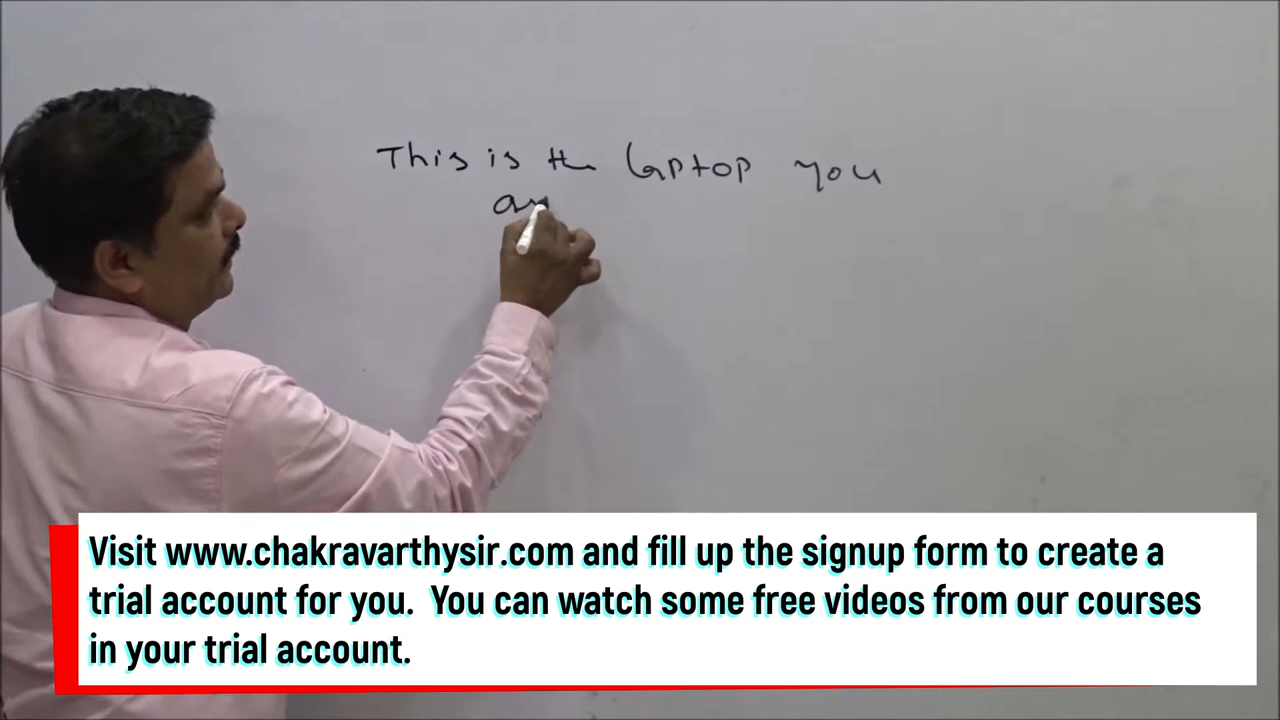 This is the laptop you
Visit www.chakravarthysir.com and fill up the signup form to create a
trial account for you. You can watch some free videos from our courses
in your trial account.